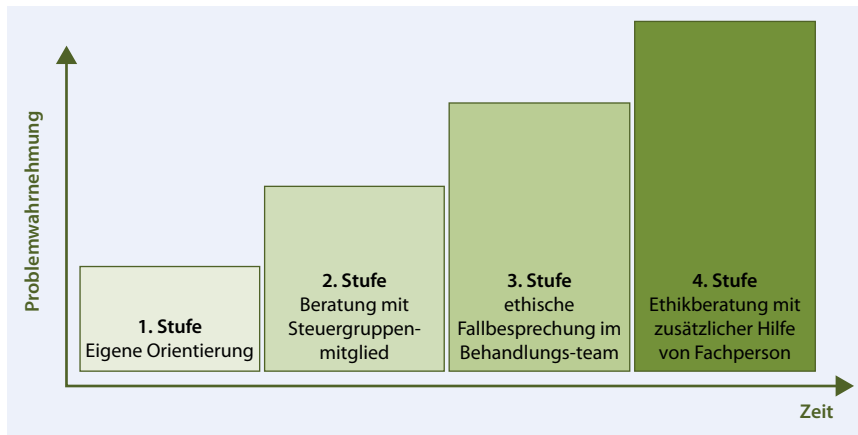 Problemwahrnehmung
1. Stufe
Eigene Orientierung
2. Stufe
Beratung mit
Steuergruppen-
mitglied
3. Stufe
ethische
Fallbesprechung im
Behandlungs-team
4. Stufe
Ethikberatung mit
zusätzlicher Hilfe
von Fachperson
Zeit